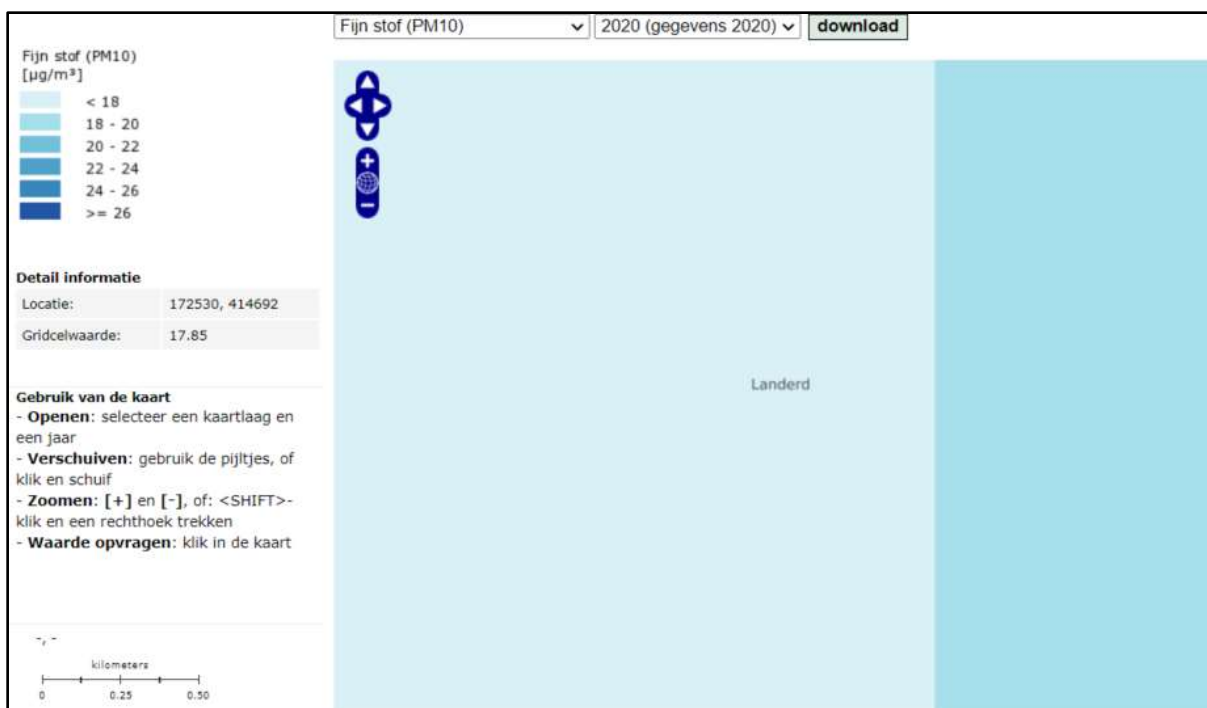 Fijn stof (PM10) 2020 (gegevens 2020) download
Fijn stof (PM10)
[µg/m³]
< 18
18 - 20
20 - 22
22 - 24
24 - 26
>= 26
Detail informatie
Locatie: 172530, 414692
Gridcelwaarde: 17.85
Landerd
Gebruik van de kaart
- Openen: selecteer een kaartlaag en
een jaar
- Verschuiven: gebruik de pijltjes, of
klik en schuif
- Zoomen: [+] en [-], of: <SHIFT>-
klik en een rechthoek trekken
- Waarde opvragen: klik in de kaart
-, -
kilometers
0 0.25 0.50